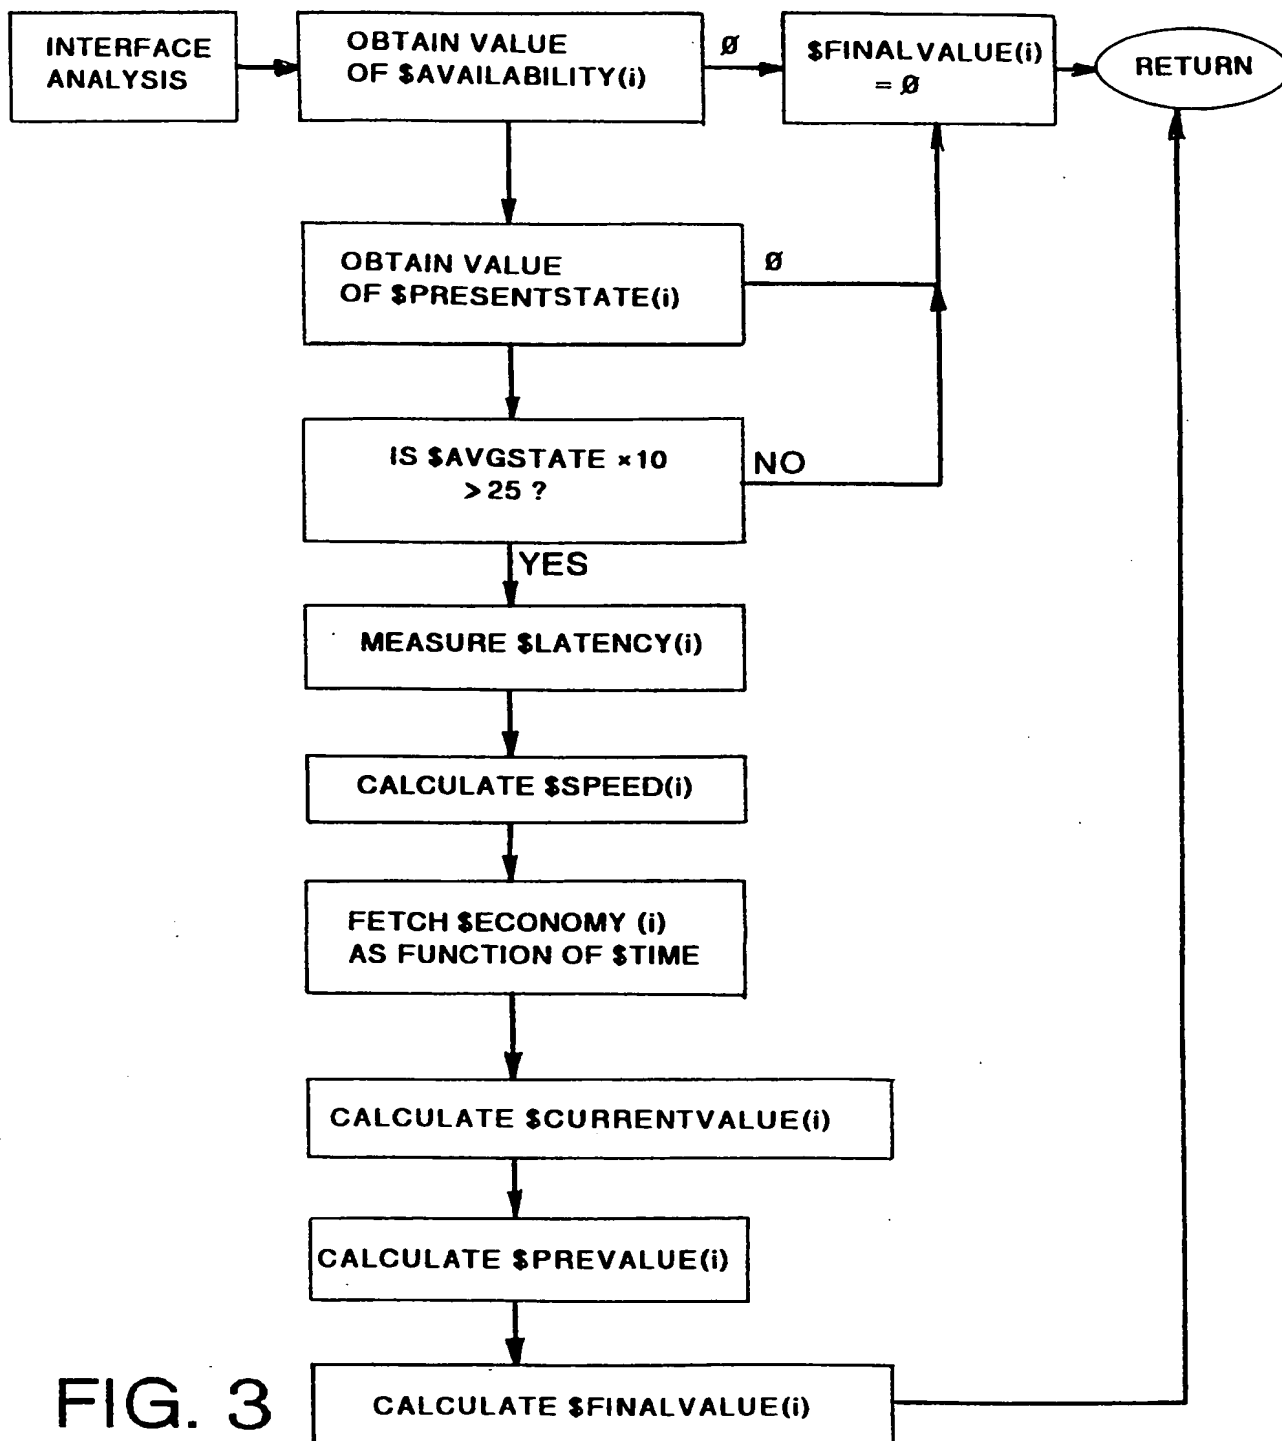 INTERFACE
ANALYSIS
OBTAIN VALUE
OF $AVAILABILITY(i)
Ø
$FINALVALUE(i)
= Ø
RETURN
OBTAIN VALUE
OF $PRESENTSTATE(i)
Ø
IS $AVGSTATE ×10
> 25 ?
NO
YES
MEASURE $LATENCY(i)
CALCULATE $SPEED(i)
FETCH $ECONOMY (i)
AS FUNCTION OF $TIME
CALCULATE $CURRENTVALUE(i)
CALCULATE $PREVALUE(i)
CALCULATE $FINALVALUE(i)
FIG. 3